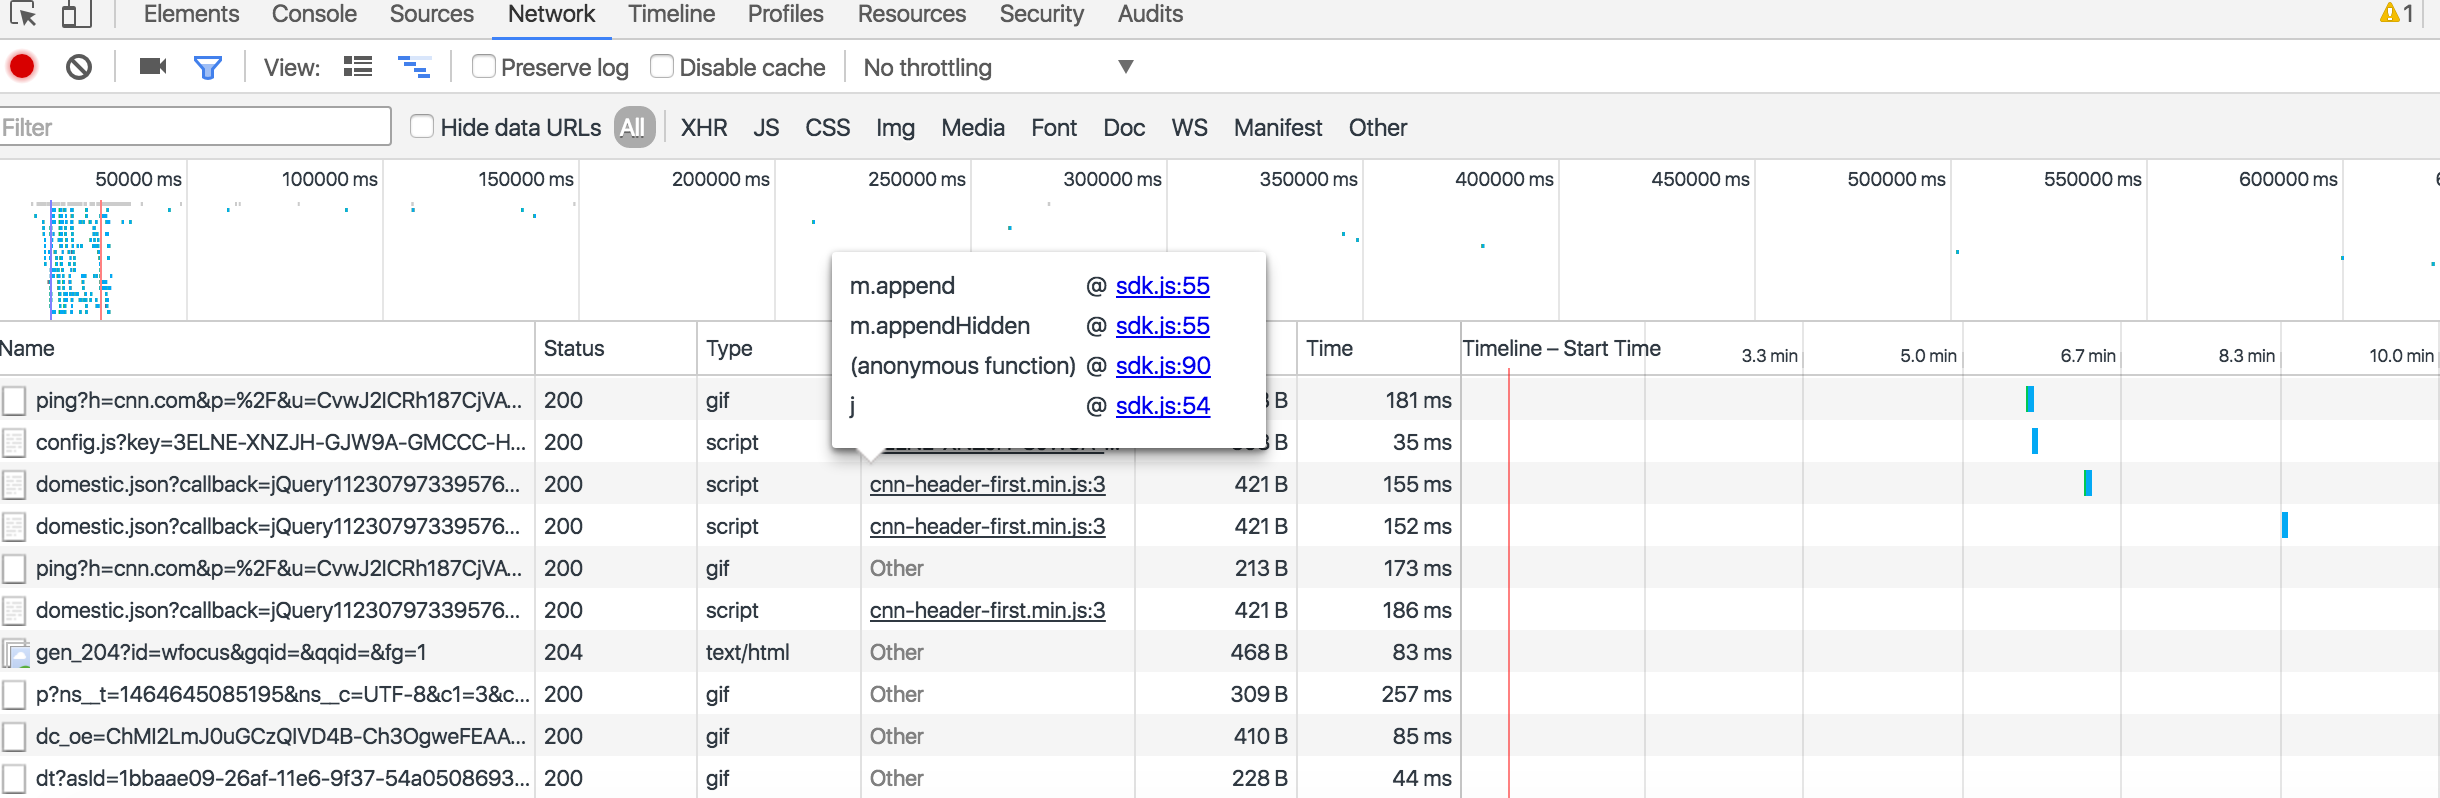 Elements Console Sources Network Timeline Profiles Resources Security Audits 1
View: Preserve log Disable cache No throttling
Filter Hide data URLs All XHR JS CSS Img Media Font Doc WS Manifest Other
50000 ms 100000 ms 150000 ms 200000 ms 250000 ms 300000 ms 350000 ms 400000 ms 450000 ms 500000 ms 550000 ms 600000 ms
m.append @ sdk.js:55
m.appendHidden @ sdk.js:55
(anonymous function) @ sdk.js:90
j @ sdk.js:54
Name Status Type Time Timeline – Start Time 3.3 min 5.0 min 6.7 min 8.3 min 10.0 min
ping?h=cnn.com&p=%2F&u=CvwJ2ICRh187CjVA... 200 gif B 181 ms
config.js?key=3ELNE-XNZJH-GJW9A-GMCCC-H... 200 script B 35 ms
domestic.json?callback=jQuery11230797339576... 200 script cnn-header-first.min.js:3 421 B 155 ms
domestic.json?callback=jQuery11230797339576... 200 script cnn-header-first.min.js:3 421 B 152 ms
ping?h=cnn.com&p=%2F&u=CvwJ2ICRh187CjVA... 200 gif Other 213 B 173 ms
domestic.json?callback=jQuery11230797339576... 200 script cnn-header-first.min.js:3 421 B 186 ms
gen_204?id=wfocus&gqid=&qqid=&fg=1 204 text/html Other 468 B 83 ms
p?ns__t=1464645085195&ns__c=UTF-8&c1=3&c... 200 gif Other 309 B 257 ms
dc_oe=ChMI2LmJ0uGCzQIVD4B-Ch3OgweFEAA... 200 gif Other 410 B 85 ms
dt?asId=1bbaae09-26af-11e6-9f37-54a0508693... 200 gif Other 228 B 44 ms